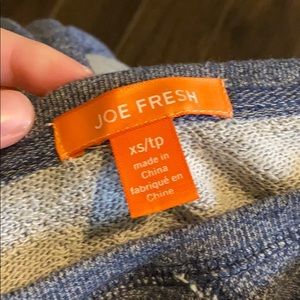 JOE FRESH
xs/tp
made in
China
fabriqué en
Chine